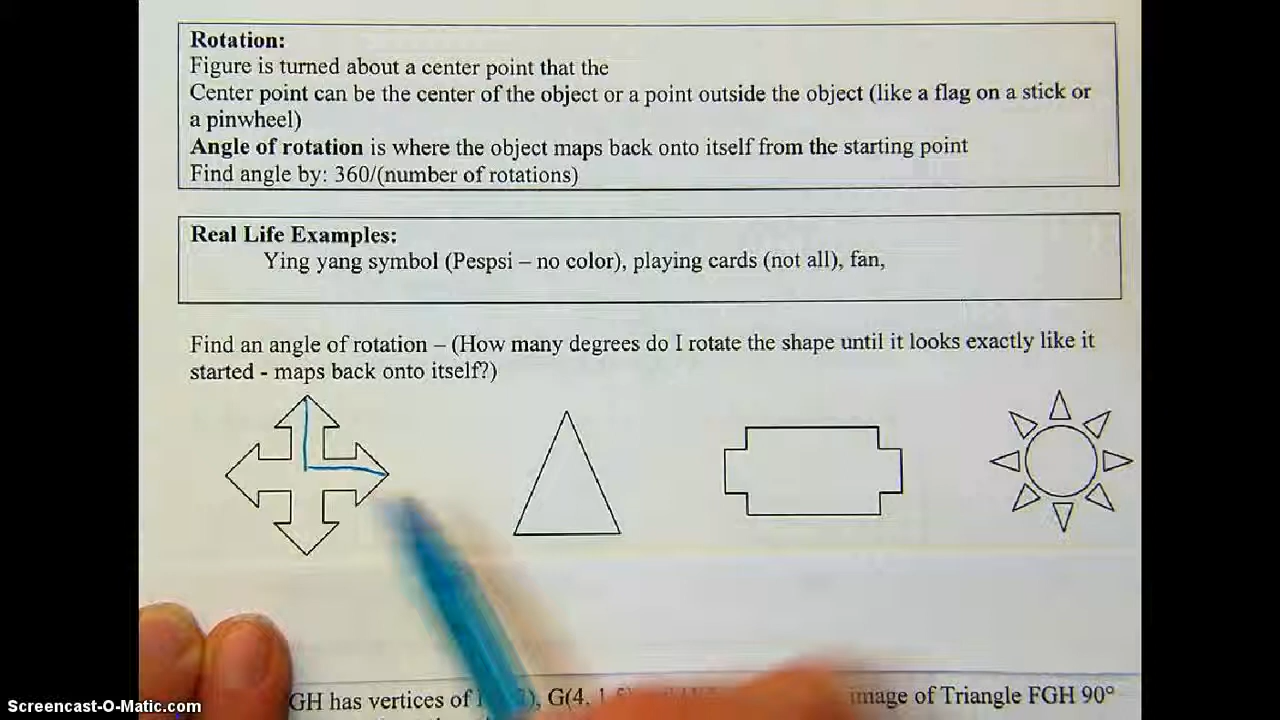 Rotation:
Figure is turned about a center point that the
Center point can be the center of the object or a point outside the object (like a flag on a stick or
a pinwheel)
Angle of rotation is where the object maps back onto itself from the starting point
Find angle by: 360/(number of rotations)
Real Life Examples:
Ying yang symbol (Pespsi – no color), playing cards (not all), fan,
Find an angle of rotation – (How many degrees do I rotate the shape until it looks exactly like it
started - maps back onto itself?)
GH has vertices of G(4, image of Triangle FGH 90°
Screencast-O-Matic.com